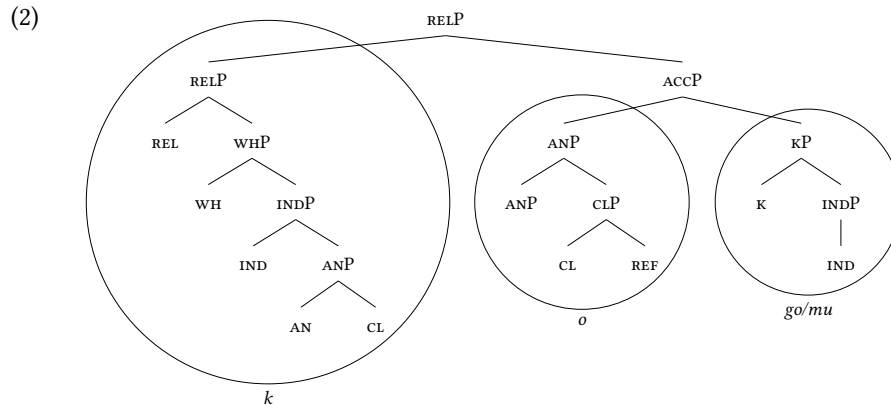 (2)
RELP
RELP ACCP
REL WHP ANP KP
WH INDP ANP CLP K INDP
IND ANP CL REF IND
AN CL
k
o
go/mu